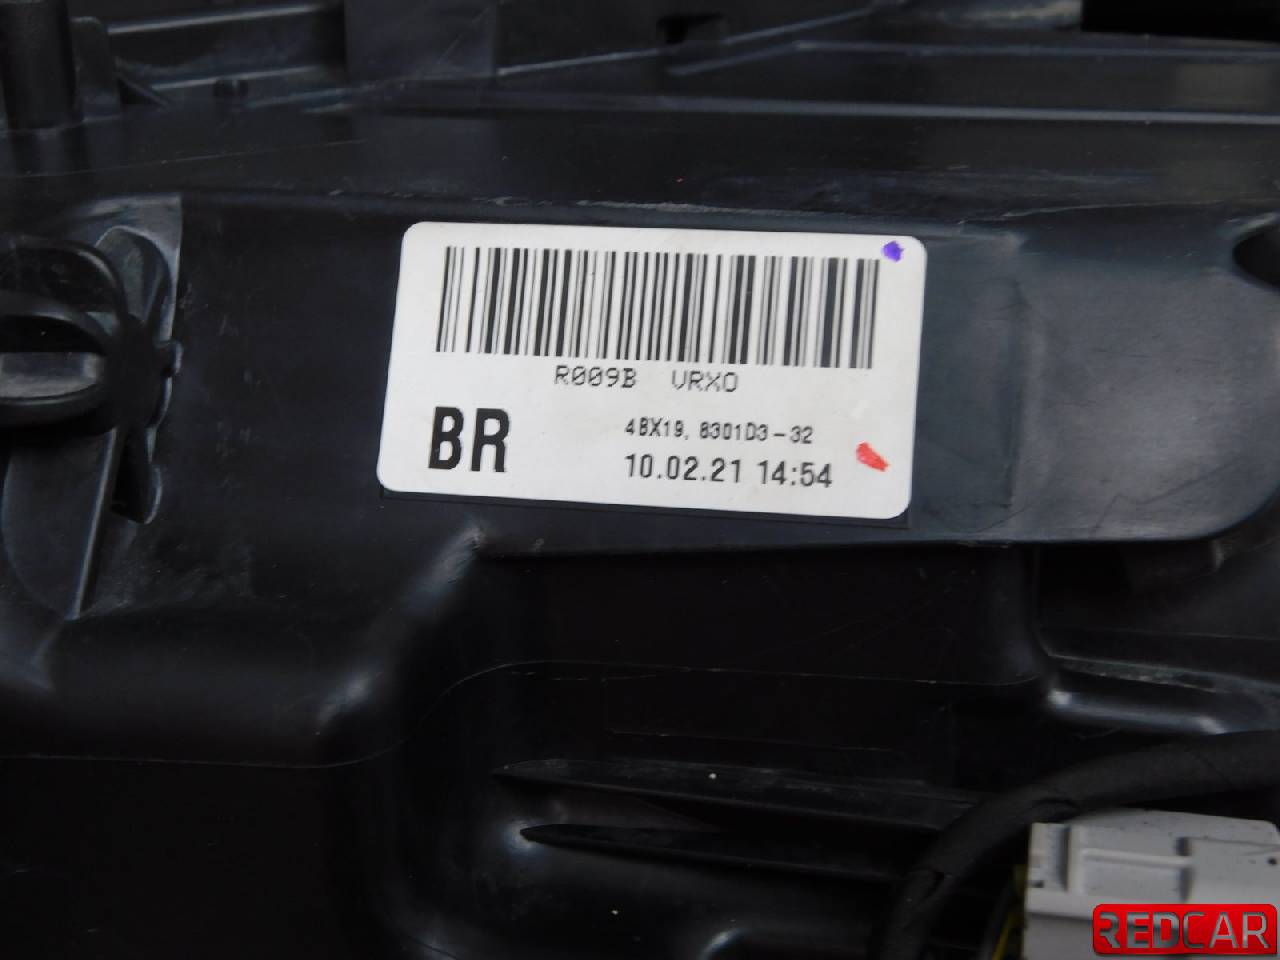 R009B VRXO
BR
4BX19, 8301D3-32
10.02.21 14:54
REDCAR